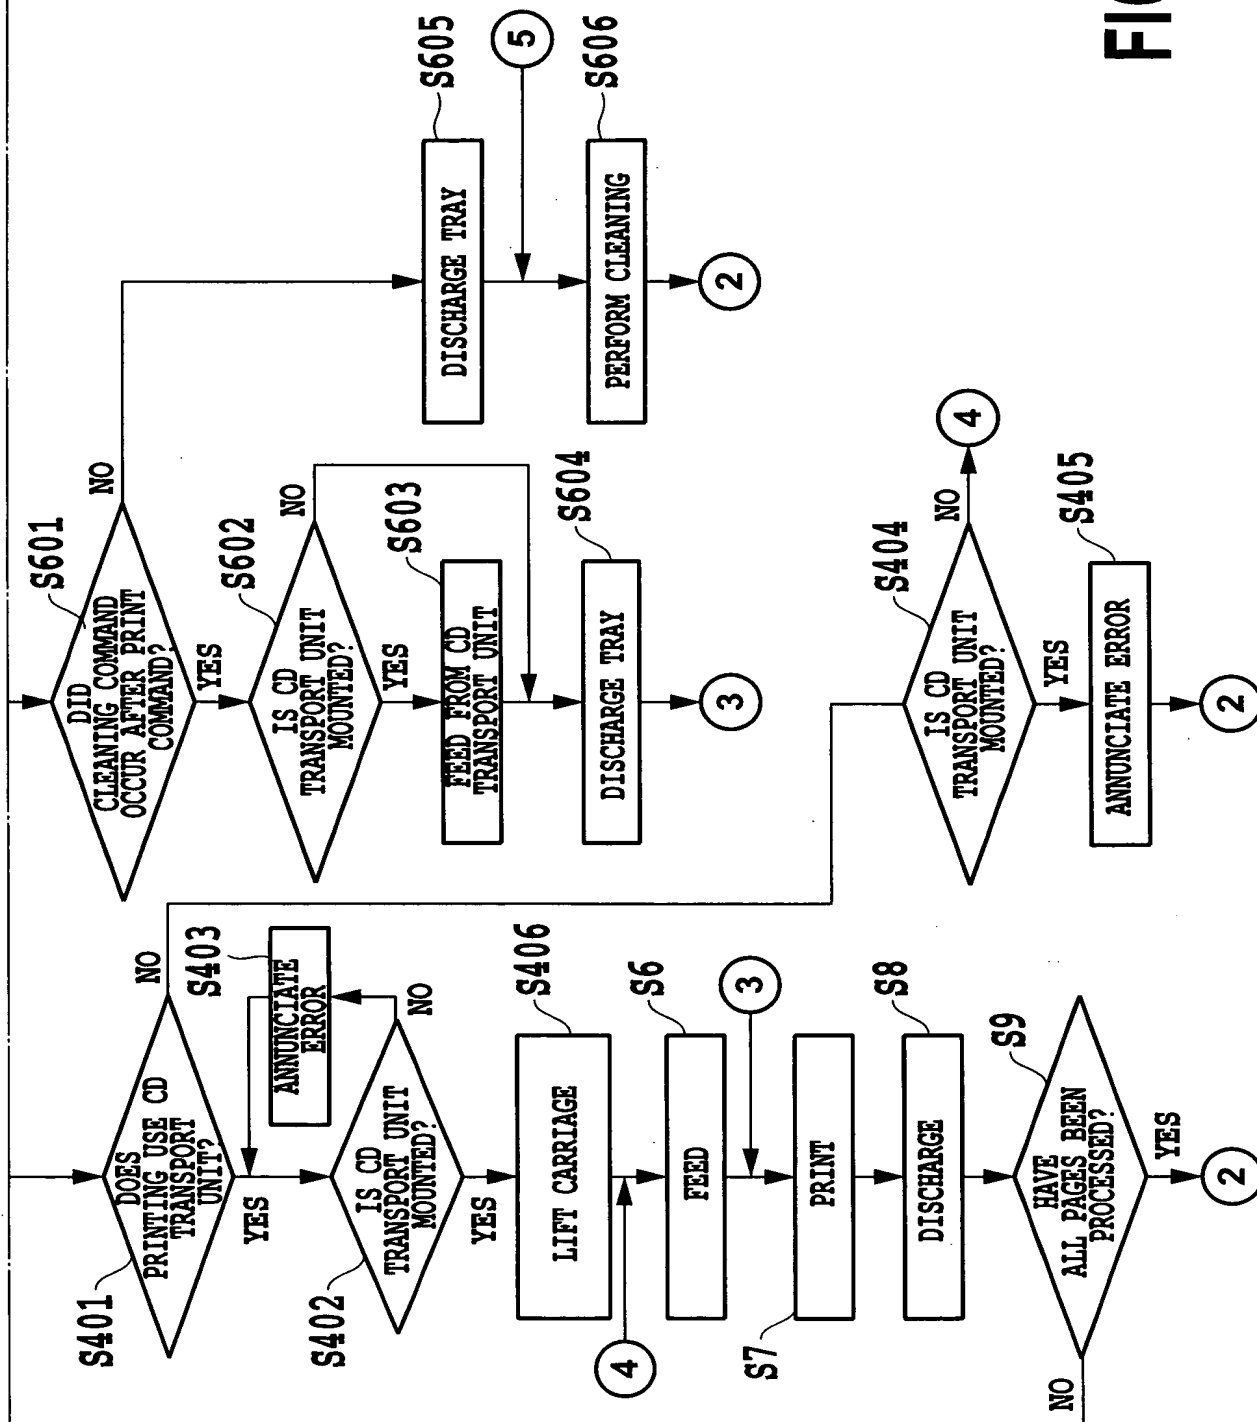 S401
DOES
PRINTING USE CD
TRANSPORT
UNIT?
NO
YES
S403
ANNUNCIATE
ERROR
S402
IS CD
TRANSPORT UNIT
MOUNTED?
NO
YES
S406
LIFT CARRIAGE
4
S6
FEED
3
S7
PRINT
S8
DISCHARGE
S9
HAVE
ALL PAGES BEEN
PROCESSED?
NO
YES
2
S601
DID
CLEANING COMMAND
OCCUR AFTER PRINT
COMMAND?
NO
YES
S602
IS CD
TRANSPORT UNIT
MOUNTED?
NO
YES
S603
FEED FROM CD
TRANSPORT UNIT
S604
DISCHARGE TRAY
3
S404
IS CD
TRANSPORT UNIT
MOUNTED?
NO
4
YES
S405
ANNUNCIATE ERROR
2
S605
DISCHARGE TRAY
5
S606
PERFORM CLEANING
2